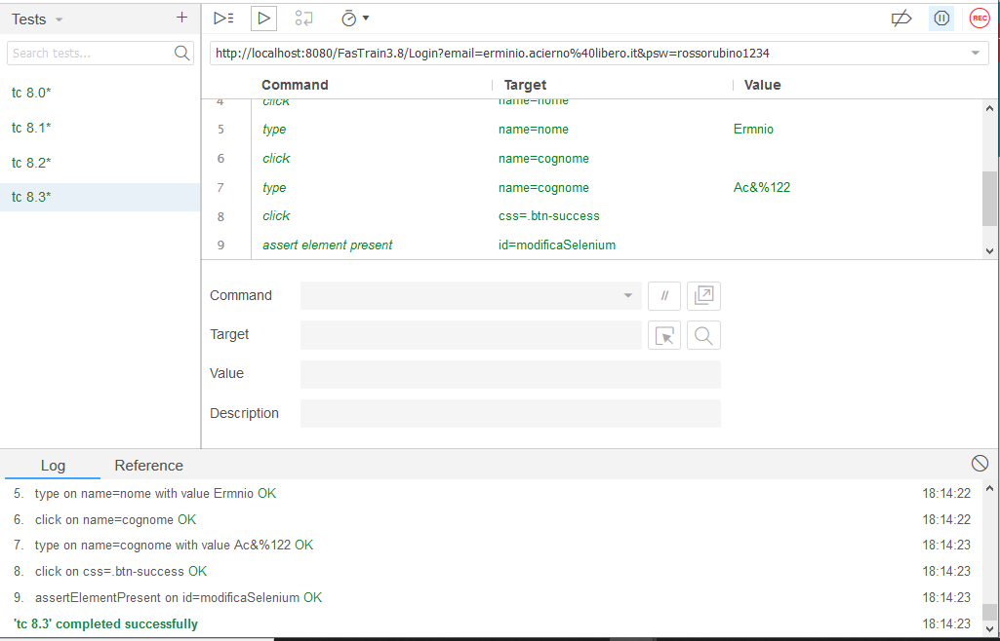 Tests
REC
Search tests...
http://localhost:8080/FasTrain3.8/Login?email=erminio.acierno%40libero.it&psw=rossorubino1234
Command Target Value
tc 8.0*
tc 8.1*
tc 8.2*
tc 8.3*
4 click name=nome
5 type name=nome Ermnio
6 click name=cognome
7 type name=cognome Ac&%122
8 click css=.btn-success
9 assert element present id=modificaSelenium
Command //
Target
Value
Description
Log Reference
5. type on name=nome with value Ermnio OK 18:14:22
6. click on name=cognome OK 18:14:22
7. type on name=cognome with value Ac&%122 OK 18:14:23
8. click on css=.btn-success OK 18:14:23
9. assertElementPresent on id=modificaSelenium OK 18:14:23
'tc 8.3' completed successfully 18:14:23